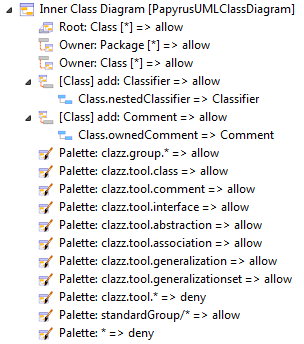 Inner Class Diagram [PapyrusUMLClassDiagram]
Root: Class [*] => allow
Owner: Package [*] => allow
Owner: Class [*] => allow
[Class] add: Classifier => allow
Class.nestedClassifier => Classifier
[Class] add: Comment => allow
Class.ownedComment => Comment
Palette: clazz.group.* => allow
Palette: clazz.tool.class => allow
Palette: clazz.tool.comment => allow
Palette: clazz.tool.interface => allow
Palette: clazz.tool.abstraction => allow
Palette: clazz.tool.association => allow
Palette: clazz.tool.generalization => allow
Palette: clazz.tool.generalizationset => allow
Palette: clazz.tool.* => deny
Palette: standardGroup/* => allow
Palette: * => deny